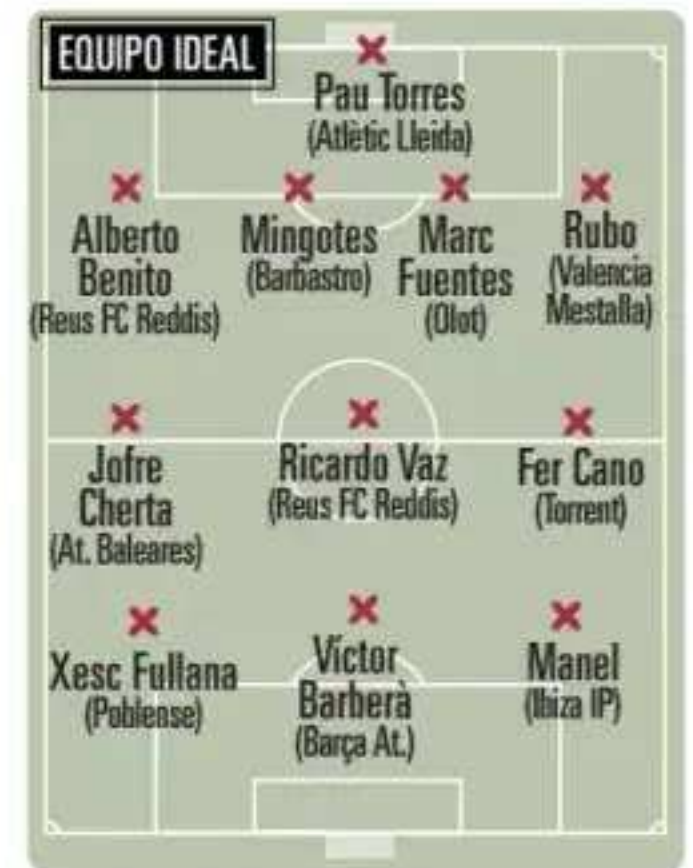 EQUIPO IDEAL
Pau Torres
(Atlètic Lleida)
Alberto
Benito
(Reus FC Reddis)
Mingotes
(Barbastro)
Marc
Fuentes
(Olot)
Rubo
(Valencia
Mestalla)
Jofre
Cherta
(At. Baleares)
Ricardo Vaz
(Reus FC Reddis)
Fer Cano
(Torrent)
Xesc Fullana
(Poblense)
Víctor
Barberà
(Barça At.)
Manel
(Ibiza IP)